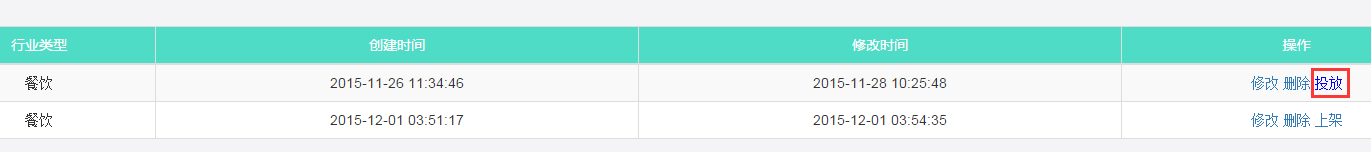 行业类型 创建时间 修改时间 操作
餐饮 2015-11-26 11:34:46 2015-11-28 10:25:48 修改 删除 投放
餐饮 2015-12-01 03:51:17 2015-12-01 03:54:35 修改 删除 上架